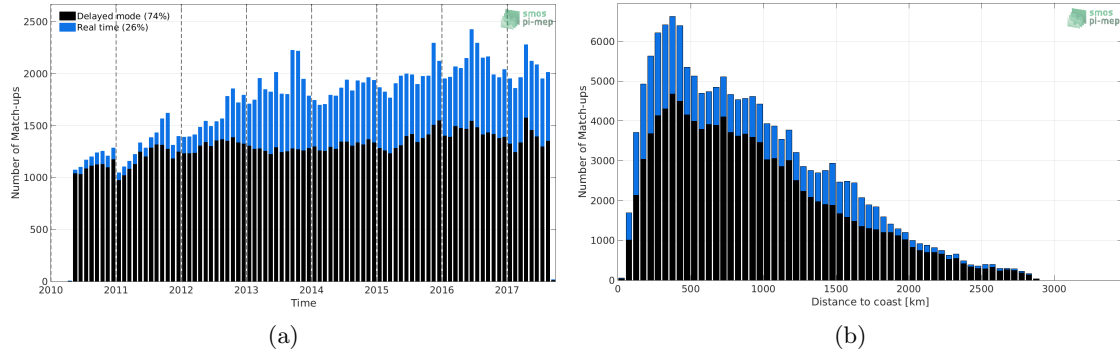 Delayed mode (74%)
Real time (26%)
smos
pi-mep
Number of Match-ups
2500
2000
1500
1000
500
0
2010 2011 2012 2013 2014 2015 2016 2017
Time
(a)
smos
pi-mep
Number of Match-ups
6000
5000
4000
3000
2000
1000
0
0 500 1000 1500 2000 2500 3000
Distance to coast [km]
(b)